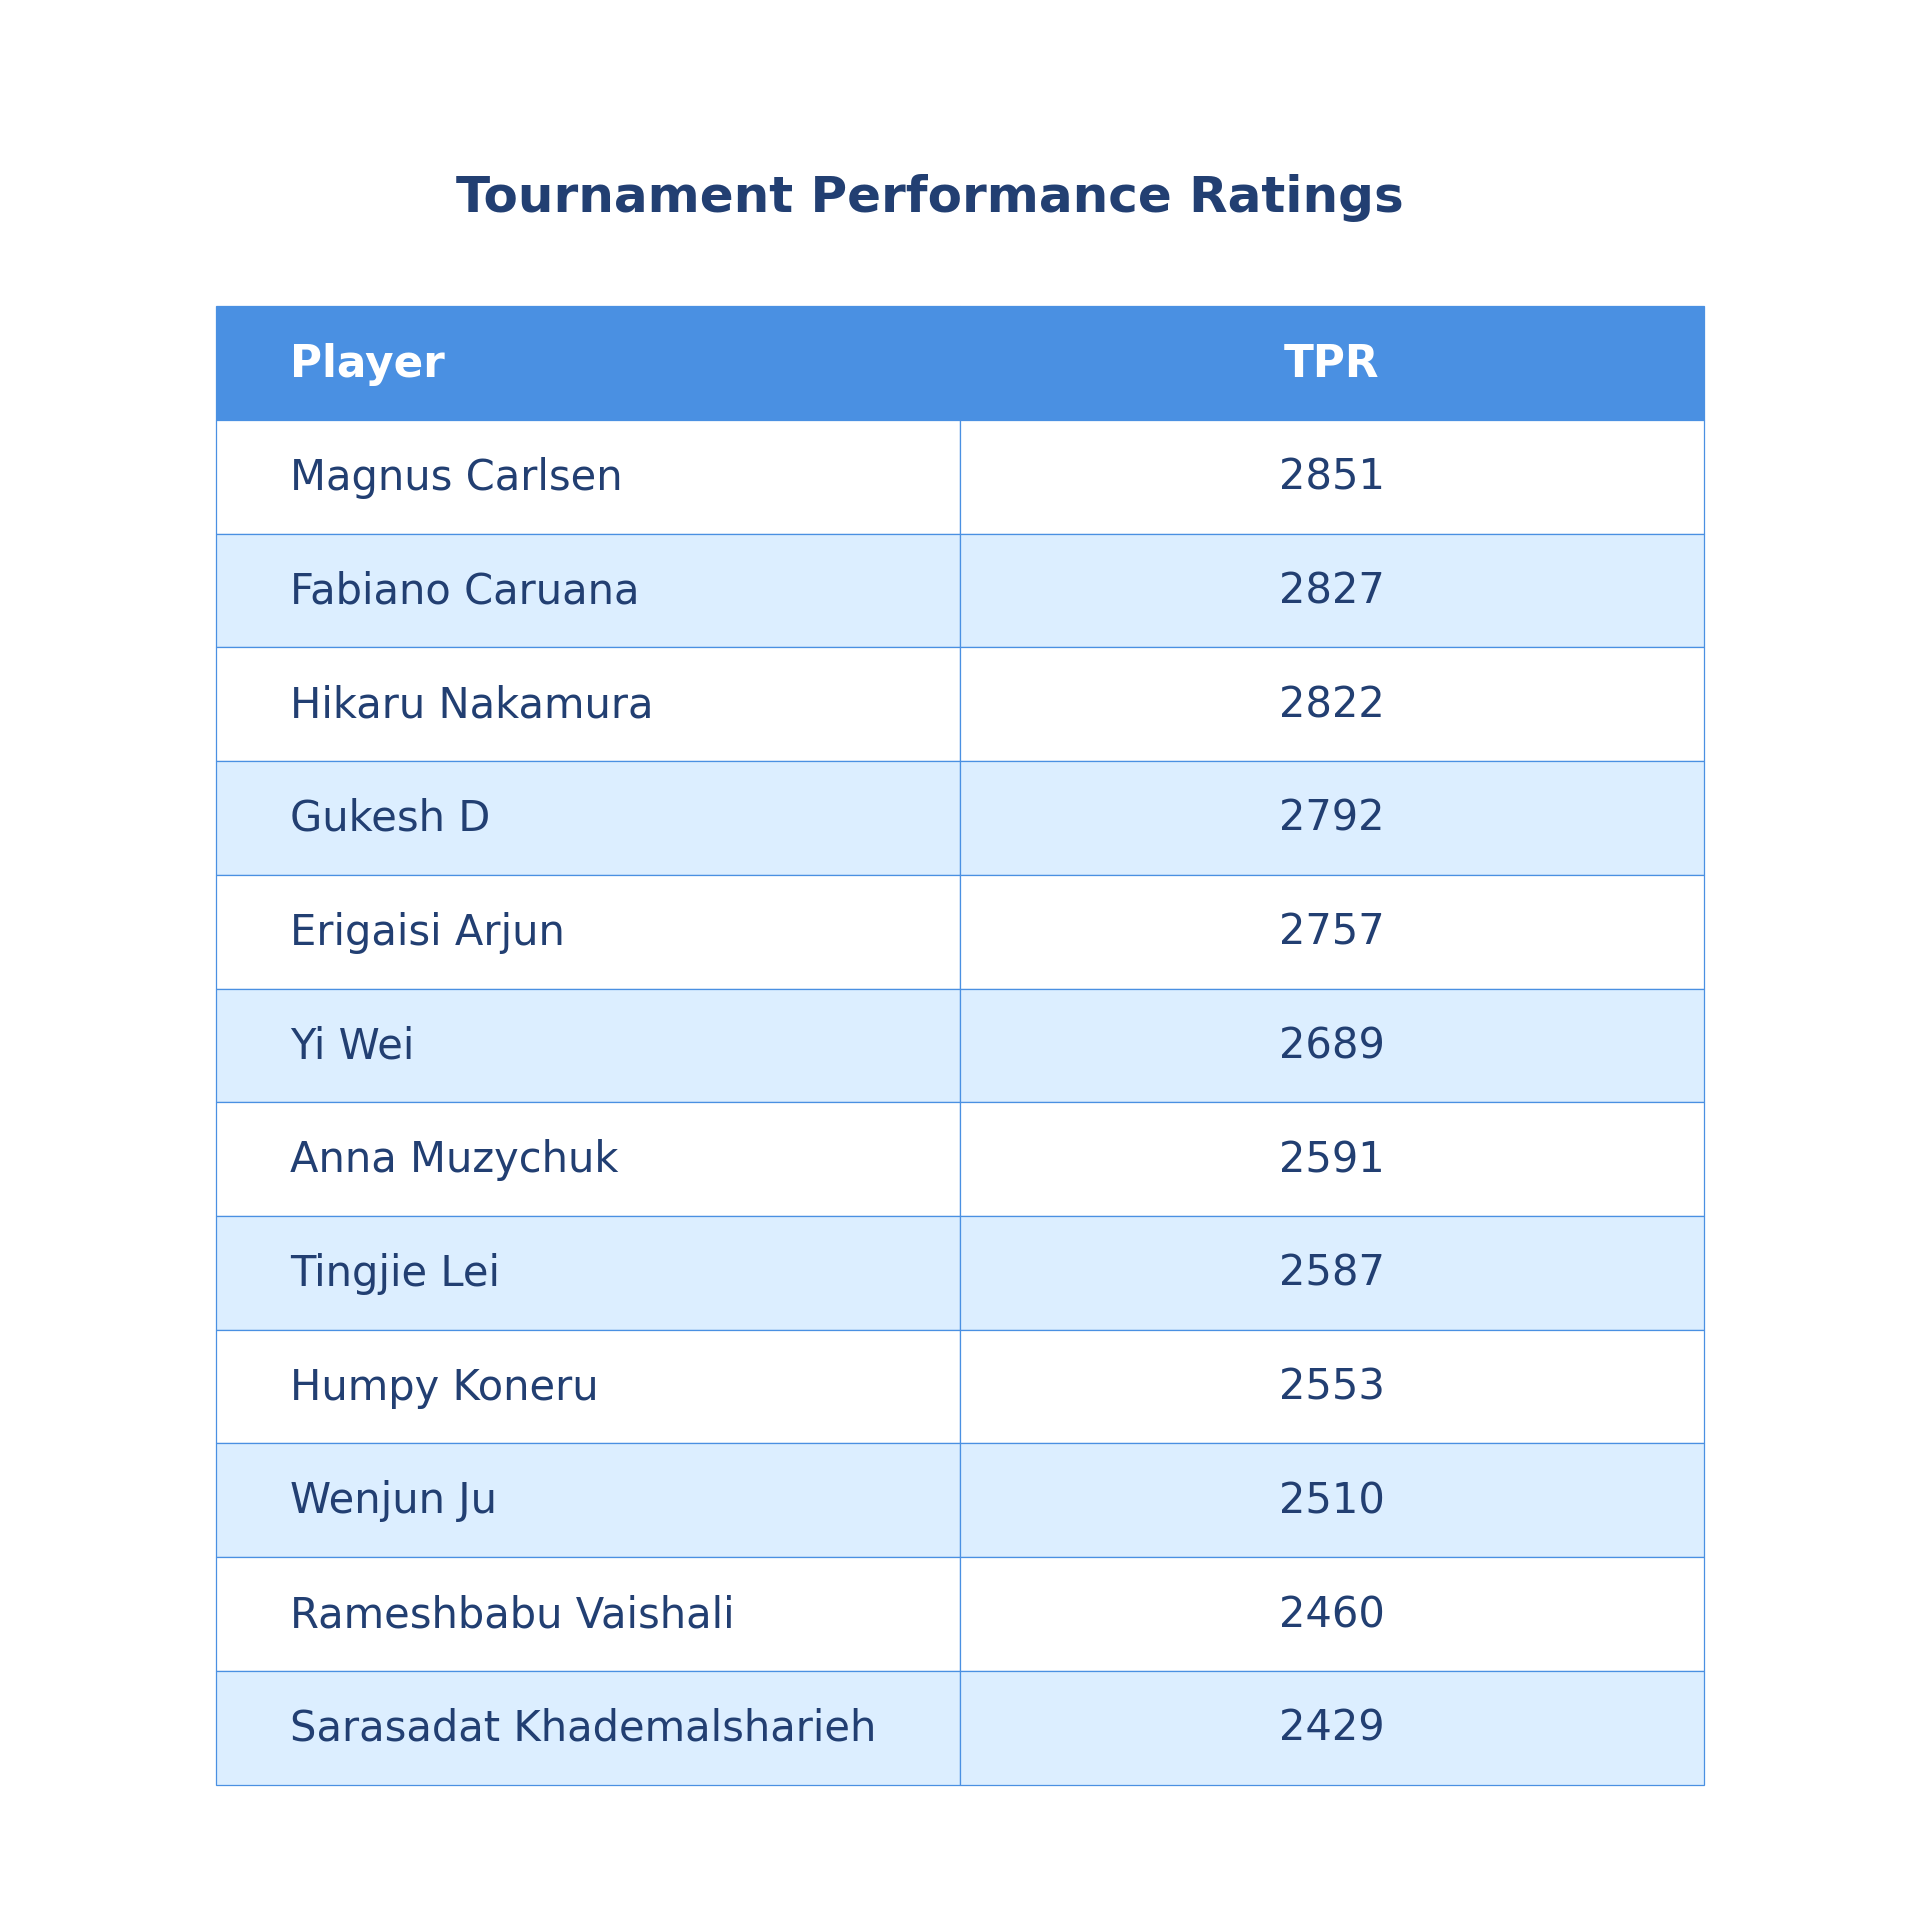 Tournament Performance Ratings
Player TPR
Magnus Carlsen 2851
Fabiano Caruana 2827
Hikaru Nakamura 2822
Gukesh D 2792
Erigaisi Arjun 2757
Yi Wei 2689
Anna Muzychuk 2591
Tingjie Lei 2587
Humpy Koneru 2553
Wenjun Ju 2510
Rameshbabu Vaishali 2460
Sarasadat Khademalsharieh 2429